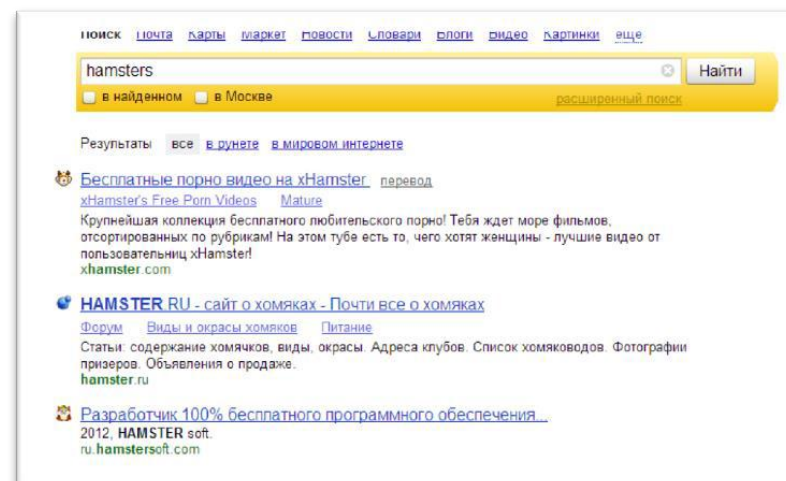 Поиск Почта Карты Маркет Новости Словари Блоги Видео Картинки еще
hamsters Найти
в найденном в Москве расширенный поиск
Результаты все в рунете в мировом интернете
Бесплатные порно видео на xHamster перевод
xHamster's Free Porn Videos Mature
Крупнейшая коллекция бесплатного любительского порно! Тебя ждет море фильмов,
отсортированных по рубрикам! На этом тубе есть то, чего хотят женщины - лучшие видео от
пользовательниц xHamster!
xhamster.com
HAMSTER.RU - сайт о хомяках - Почти все о хомяках
Форум Виды и окрасы хомяков Питание
Статьи: содержание хомячков, виды, окрасы. Адреса клубов. Список хомяководов. Фотографии
призеров. Объявления о продаже.
hamster.ru
Разработчик 100% бесплатного программного обеспечения...
2012, HAMSTER soft.
ru.hamstersoft.com